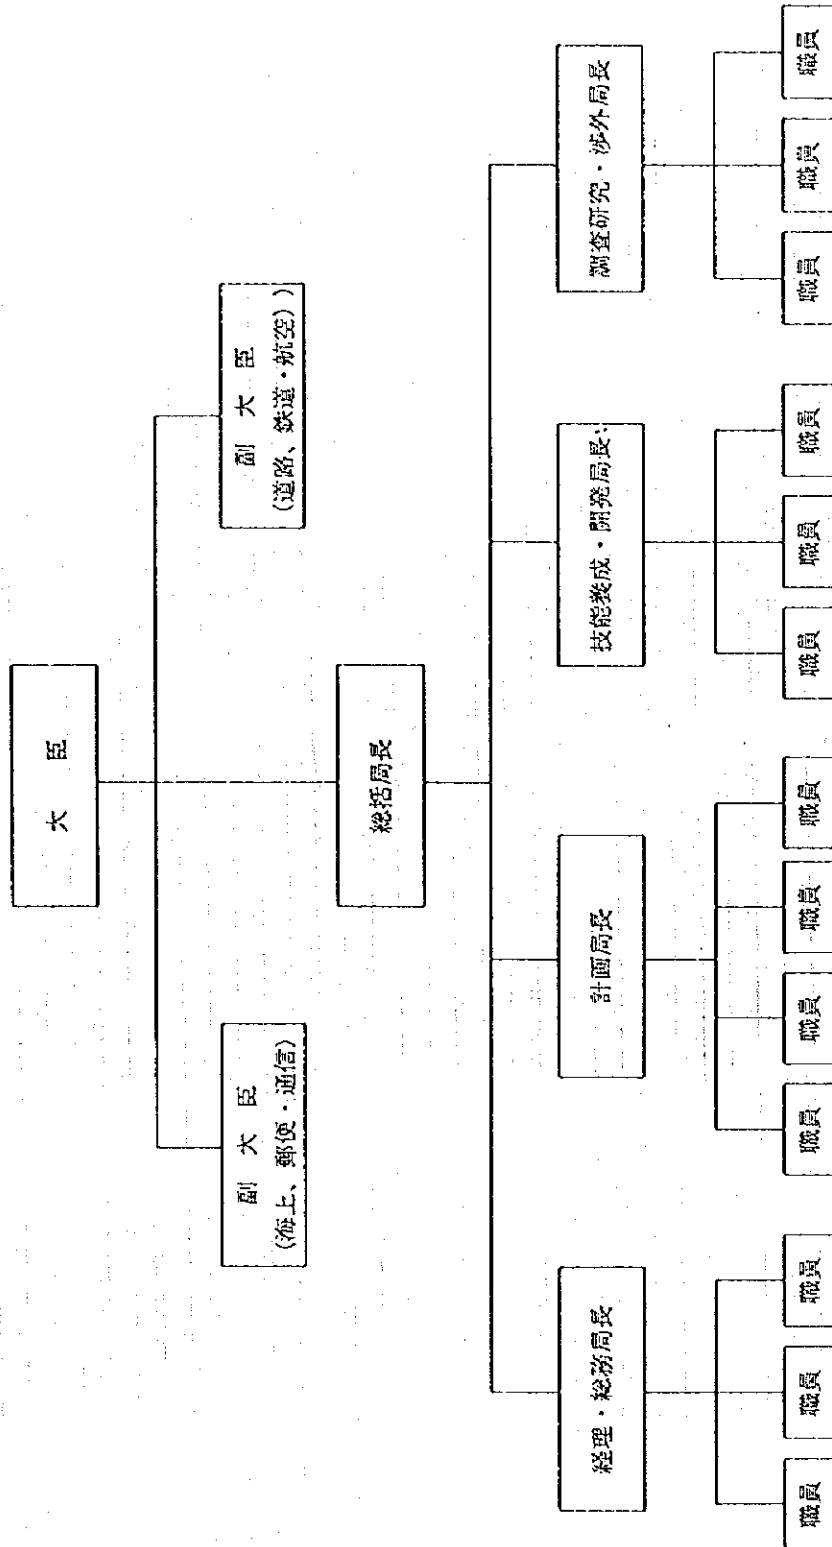 大 臣
副 大 臣
(海上、郵便・通信)
副 大 臣
(道路、鉄道・航空)
総括局長
経理・総務局長
計画局長
技能養成・開発局長
調査研究・渉外局長
職員
職員
職員
職員
職員
職員
職員
職員
職員
職員
職員
職員
職員